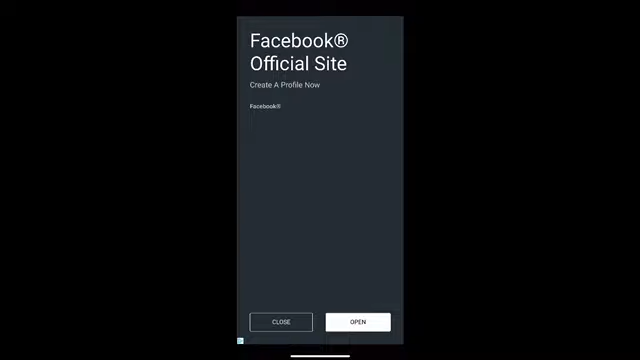 Facebook®
Official Site
Create A Profile Now
Facebook®
CLOSE
OPEN